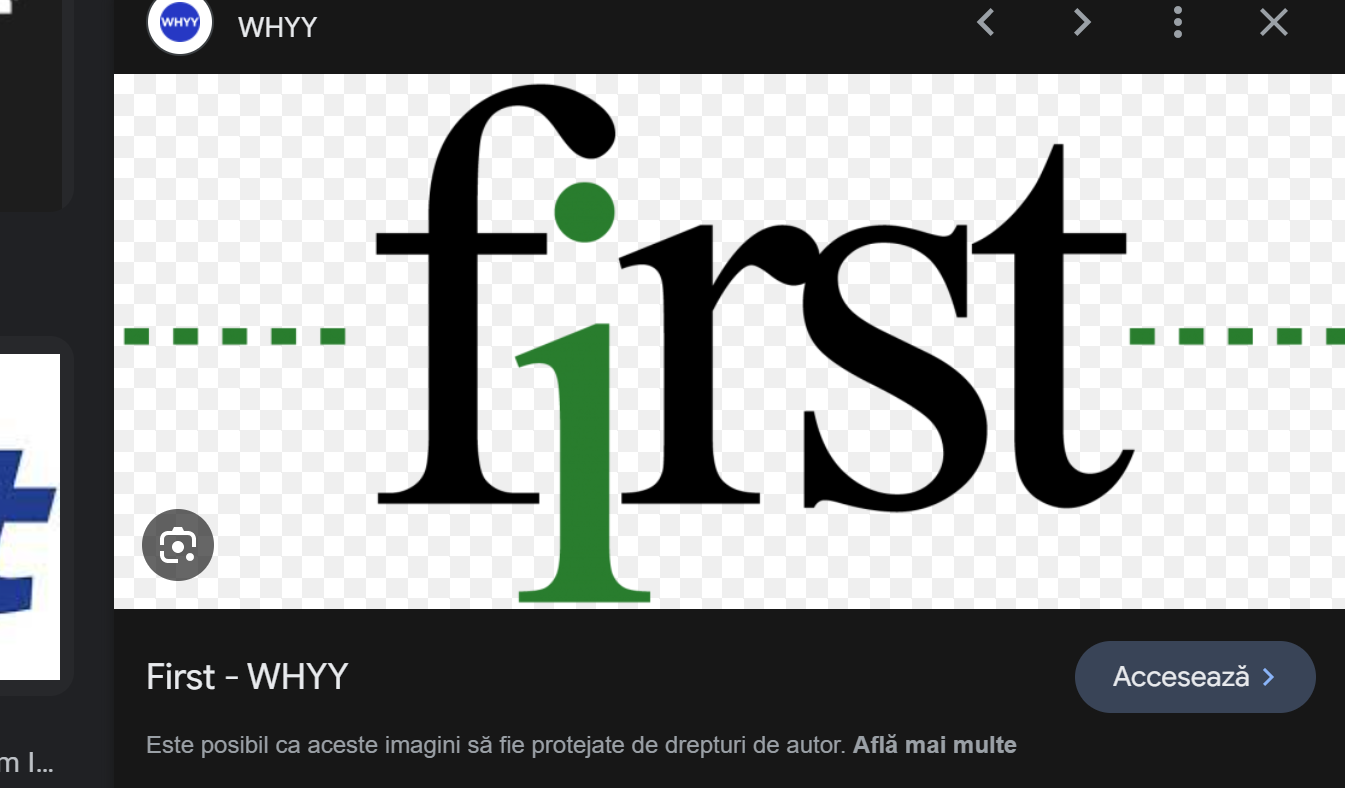 WHYY
WHYY
first
First - WHYY
Accesează
Este posibil ca aceste imagini să fie protejate de drepturi de autor. Află mai multe
m I...